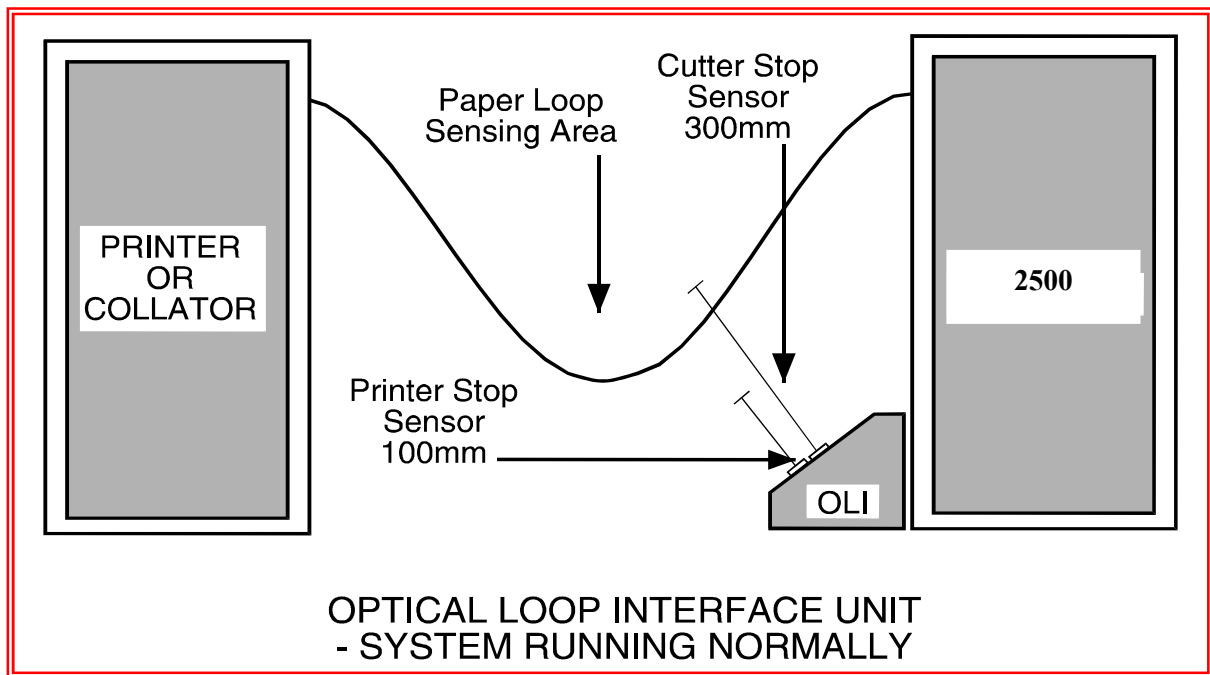 Cutter Stop
Sensor
300mm
Paper Loop
Sensing Area
PRINTER
OR
COLLATOR
2500
Printer Stop
Sensor
100mm
OLI
OPTICAL LOOP INTERFACE UNIT
- SYSTEM RUNNING NORMALLY